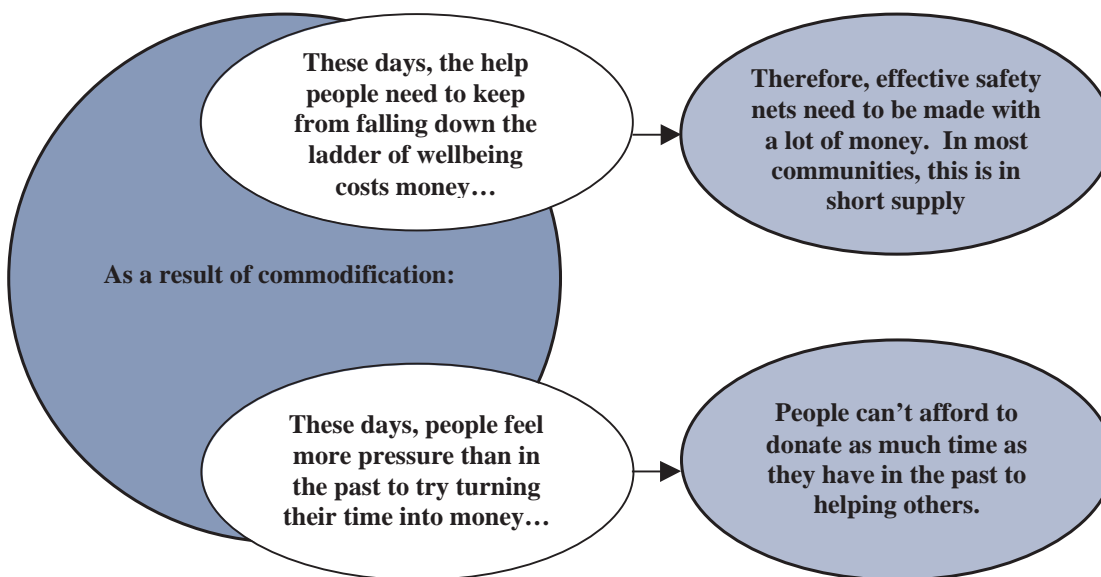 These days, the help
people need to keep
from falling down the
ladder of wellbeing
costs money…
Therefore, effective safety
nets need to be made with
a lot of money.  In most
communities, this is in
short supply
As a result of commodification:
These days, people feel
more pressure than in
the past to try turning
their time into money…
People can’t afford to
donate as much time as
they have in the past to
helping others.